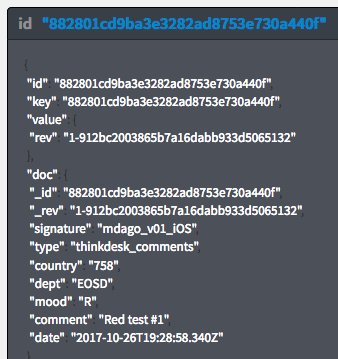 id "882801cd9ba3e3282ad8753e730a440f"
{
"id": "882801cd9ba3e3282ad8753e730a440f",
"key": "882801cd9ba3e3282ad8753e730a440f",
"value": {
"rev": "1-912bc2003865b7a16dabb933d5065132"
},
"doc": {
"_id": "882801cd9ba3e3282ad8753e730a440f",
"_rev": "1-912bc2003865b7a16dabb933d5065132",
"signature": "mdago_v01_iOS",
"type": "thinkdesk_comments",
"country": "758",
"dept": "EOSD",
"mood": "R",
"comment": "Red test #1",
"date": "2017-10-26T19:28:58.340Z"
}